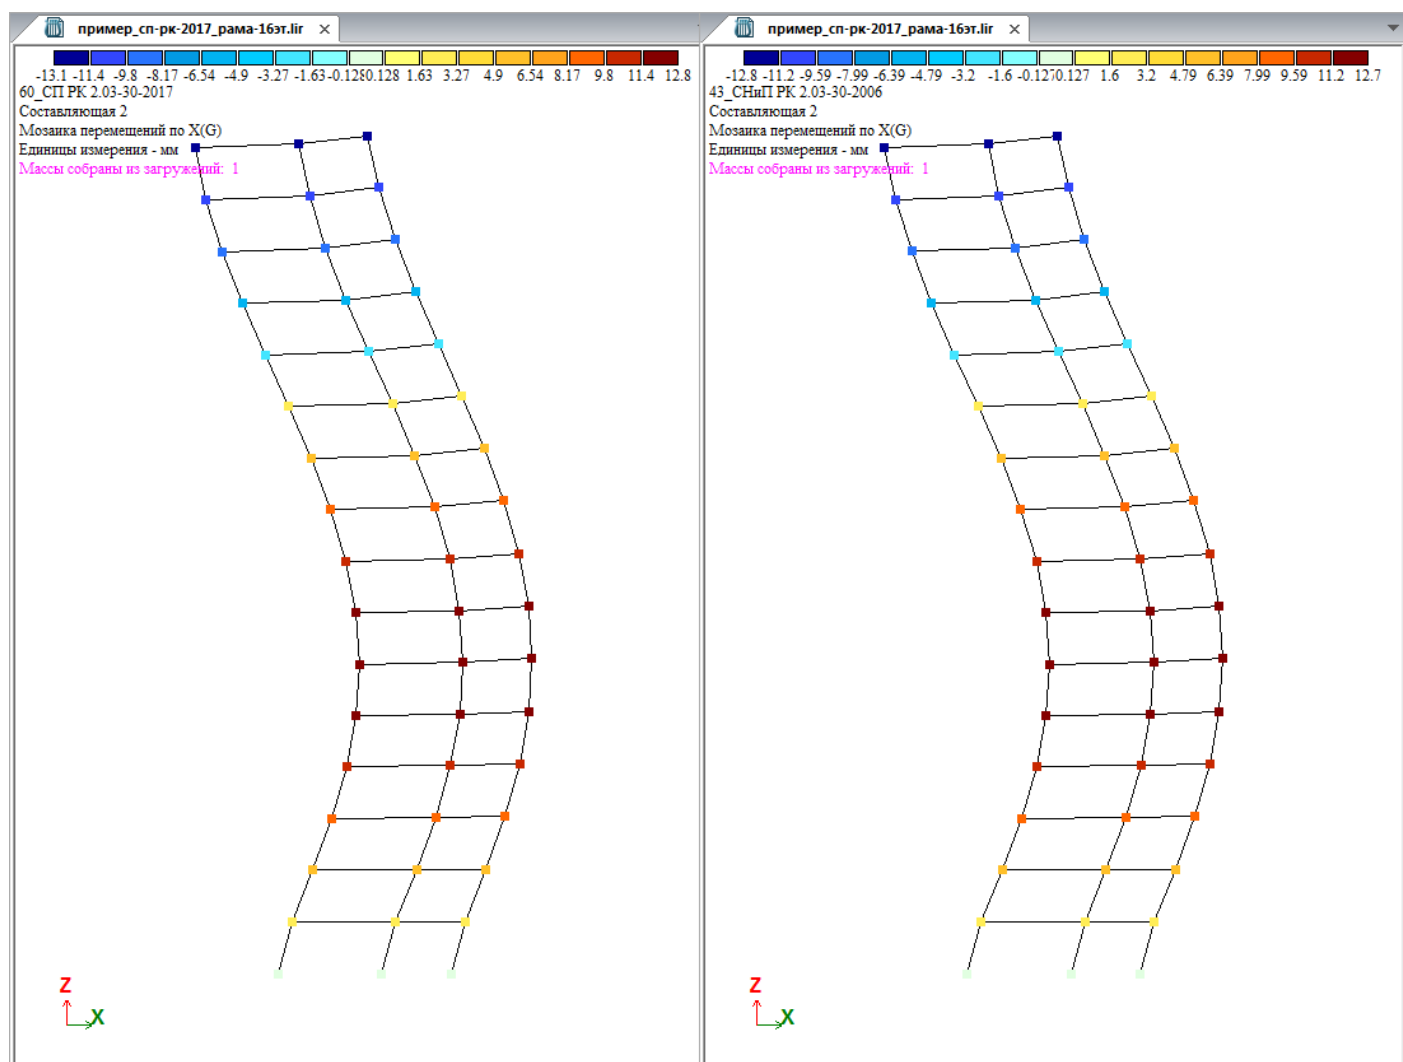 пример_сп-рк-2017_рама-16эт.lir ×
-13.1 -11.4 -9.8 -8.17 -6.54 -4.9 -3.27 -1.63 -0.128 0.128 1.63 3.27 4.9 6.54 8.17 9.8 11.4 12.8
60_СП РК 2.03-30-2017
Составляющая 2
Мозаика перемещений по X(G)
Единицы измерения - мм
Массы собраны из загружений: 1
Z
X
пример_сп-рк-2017_рама-16эт.lir ×
-12.8 -11.2 -9.59 -7.99 -6.39 -4.79 -3.2 -1.6 -0.127 0.127 1.6 3.2 4.79 6.39 7.99 9.59 11.2 12.7
43_СНиП РК 2.03-30-2006
Составляющая 2
Мозаика перемещений по X(G)
Единицы измерения - мм
Массы собраны из загружений: 1
Z
X